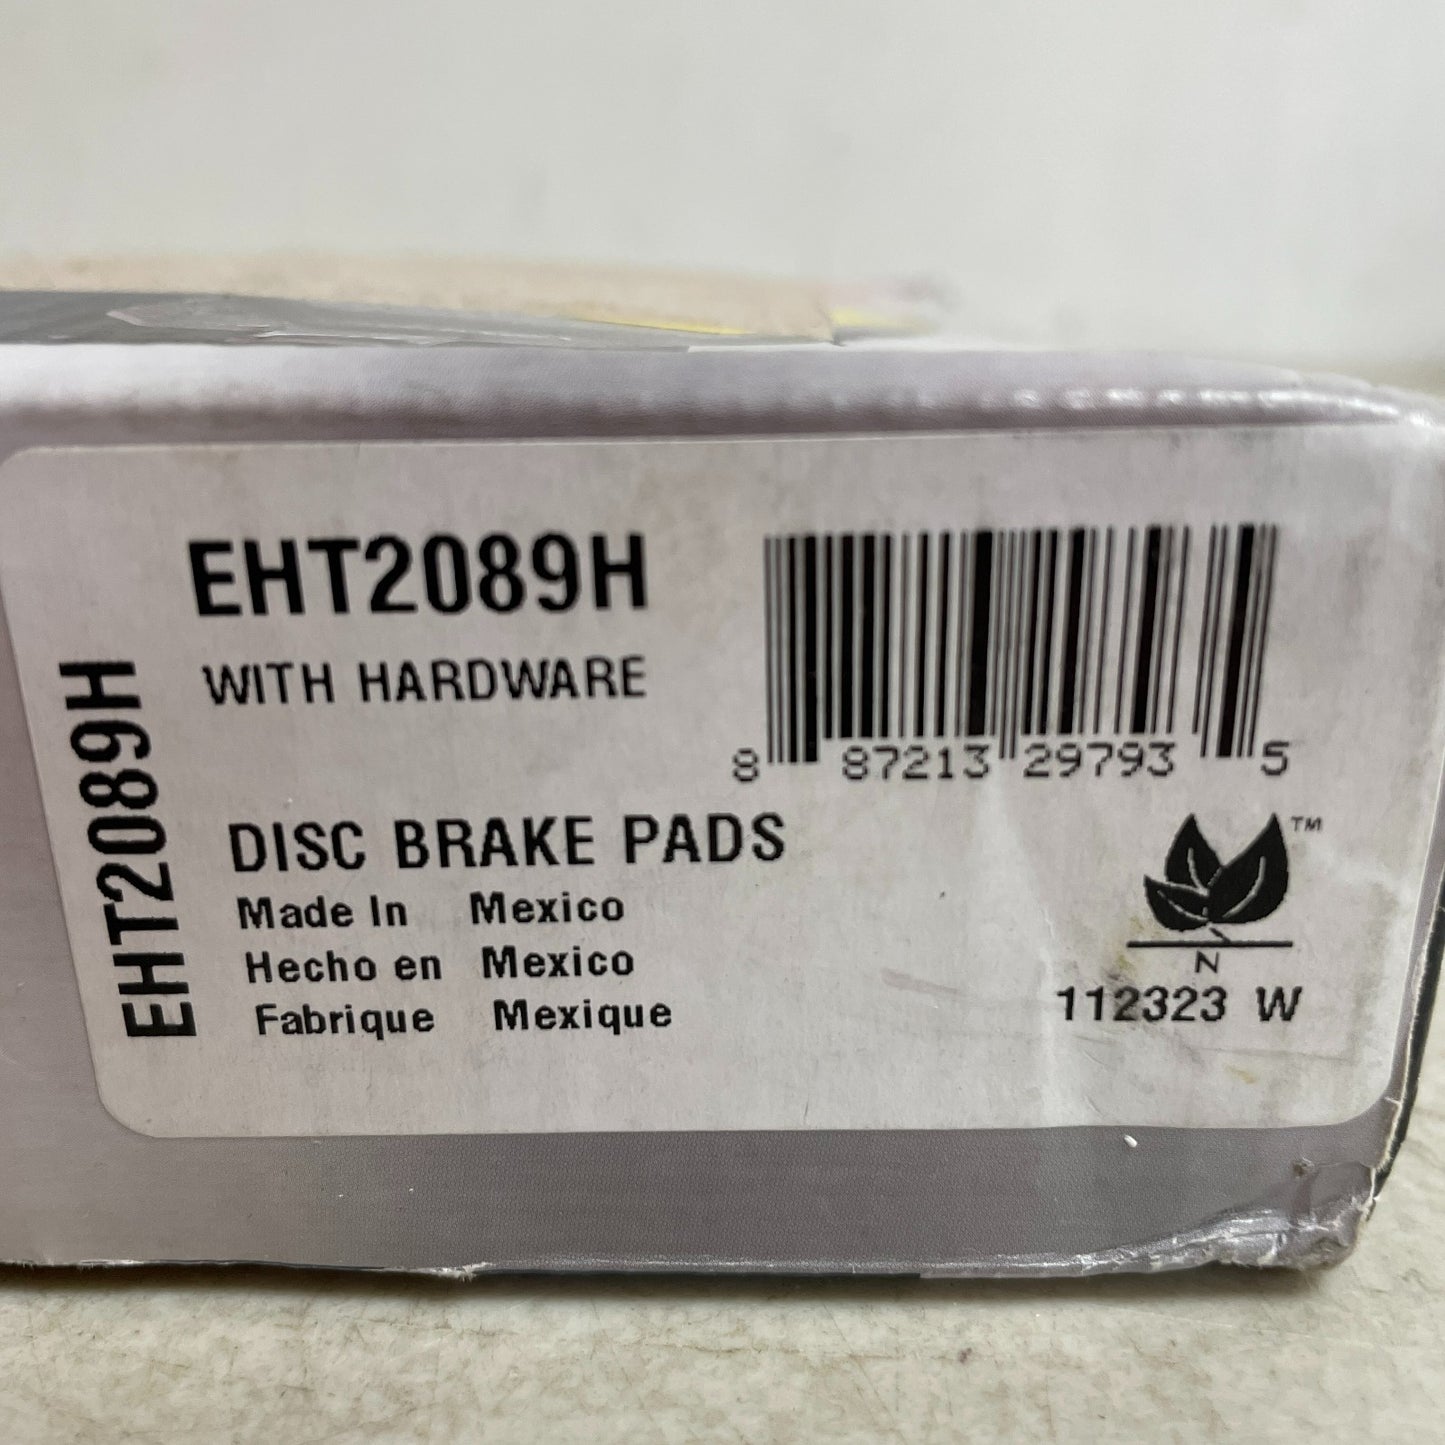 EHT2089H
EHT2089H
WITH HARDWARE
8 87213 29793 5
DISC BRAKE PADS
Made In Mexico
Hecho en Mexico
Fabrique Mexique
TM
N
112323 W